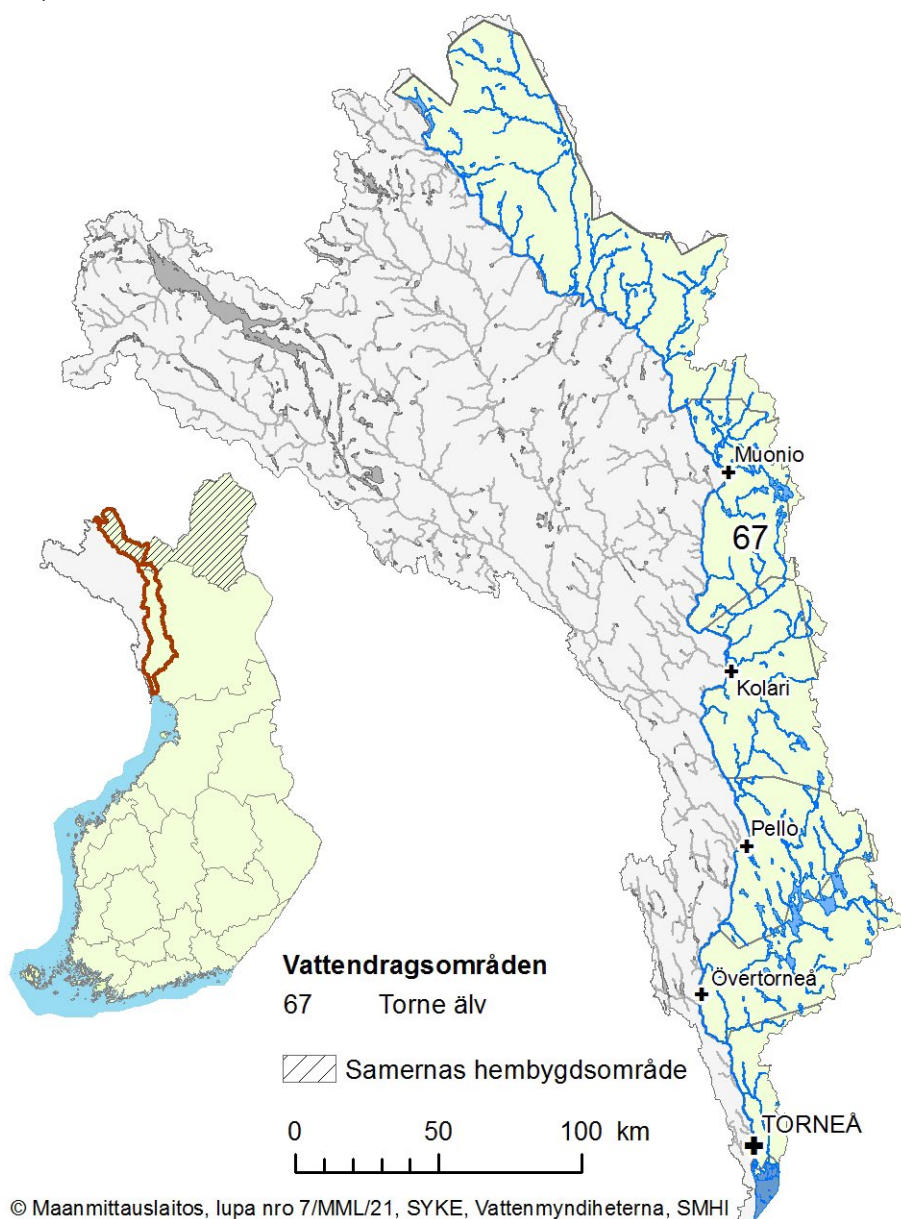 Muonio
67
Kolari
Pello
Vattendragsområden
67 Torne älv
Övertorneå
Samernas hembygdsområde
0 50 100 km
TORNEÅ
© Maanmittauslaitos, lupa nro 7/MML/21, SYKE, Vattenmyndiheterna, SMHI